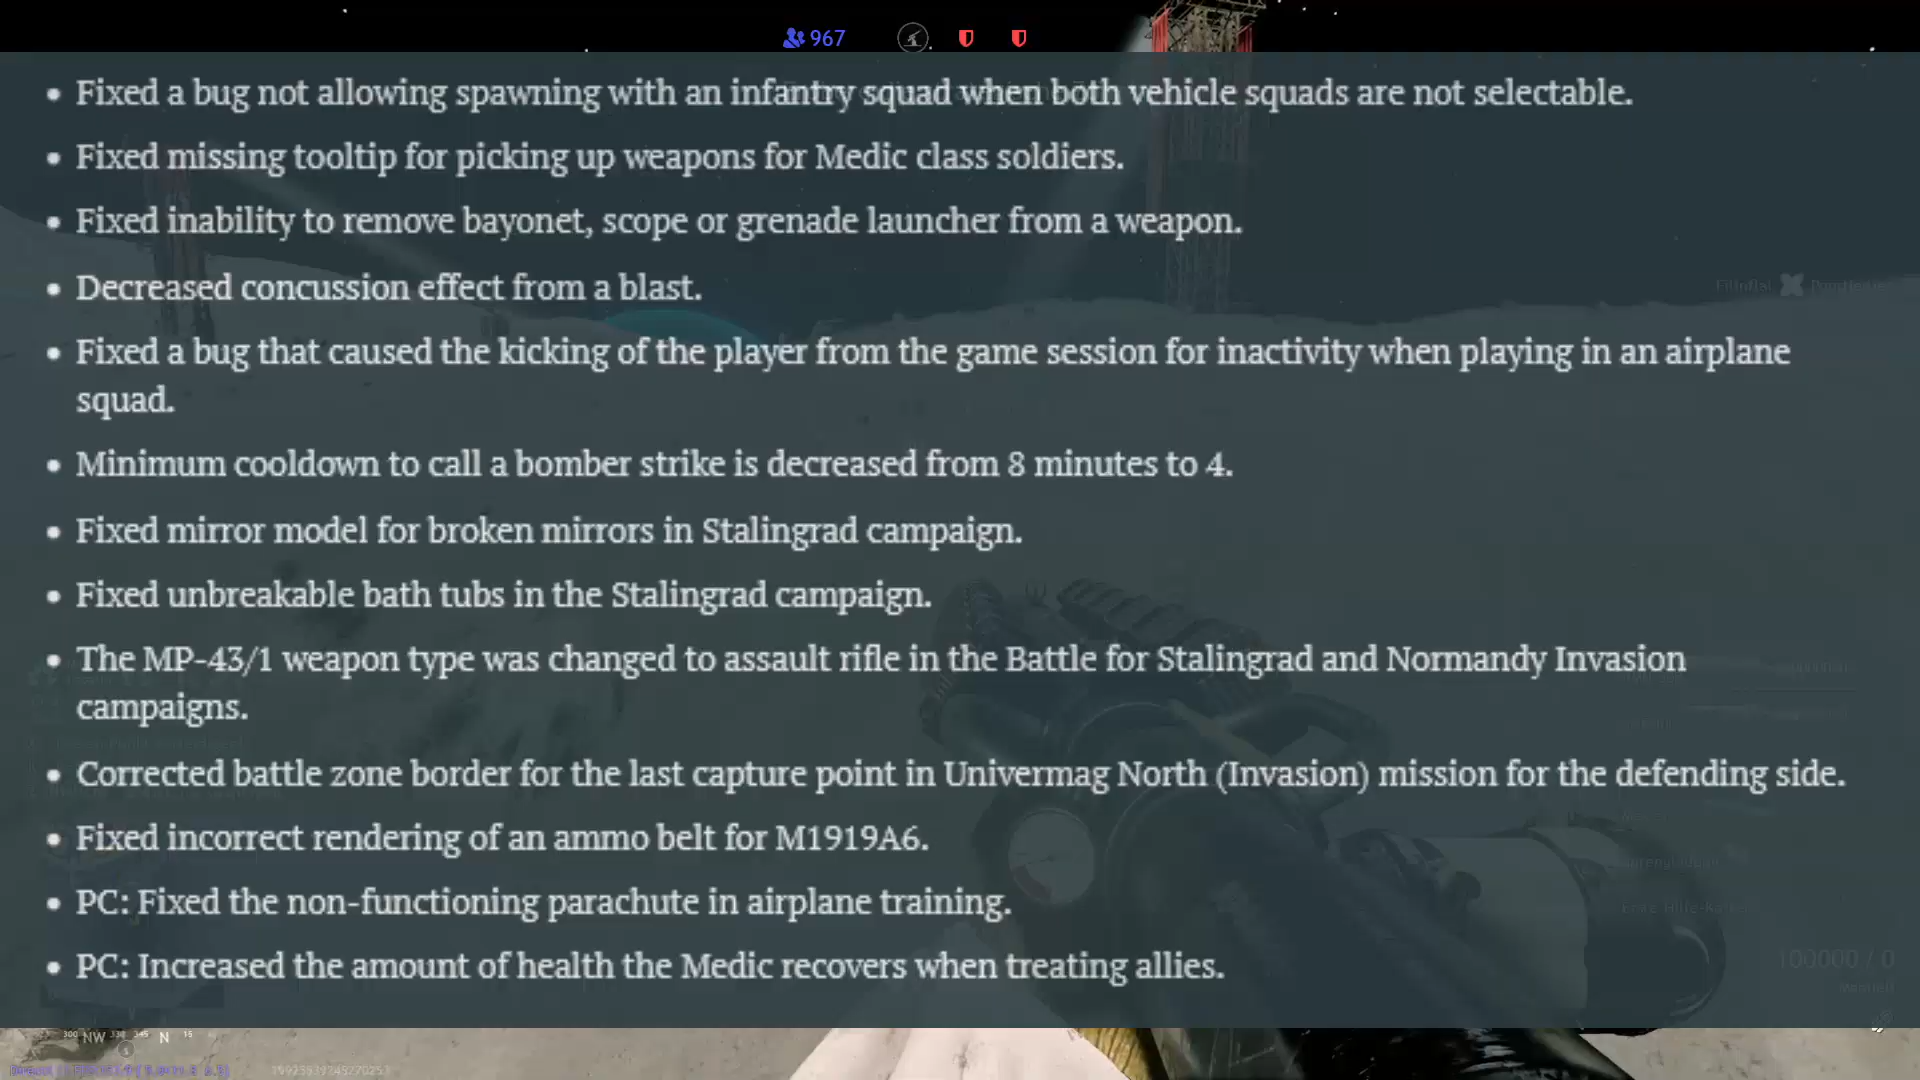 967
• Fixed a bug not allowing spawning with an infantry squad when both vehicle squads are not selectable.
• Fixed missing tooltip for picking up weapons for Medic class soldiers.
• Fixed inability to remove bayonet, scope or grenade launcher from a weapon.
• Decreased concussion effect from a blast.
• Fixed a bug that caused the kicking of the player from the game session for inactivity when playing in an airplane
squad.
• Minimum cooldown to call a bomber strike is decreased from 8 minutes to 4.
• Fixed mirror model for broken mirrors in Stalingrad campaign.
• Fixed unbreakable bath tubs in the Stalingrad campaign.
• The MP-43/1 weapon type was changed to assault rifle in the Battle for Stalingrad and Normandy Invasion
campaigns.
• Corrected battle zone border for the last capture point in Univermag North (Invasion) mission for the defending side.
• Fixed incorrect rendering of an ammo belt for M1919A6.
• PC: Fixed the non-functioning parachute in airplane training.
• PC: Increased the amount of health the Medic recovers when treating allies.
100000 / 0
300 NW 330 345 N 15